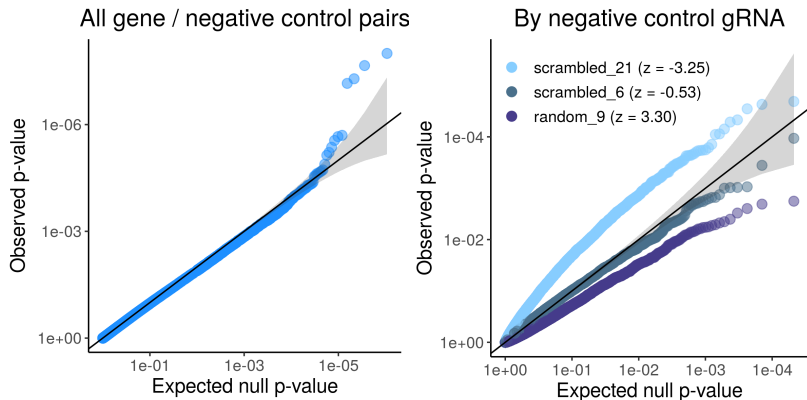 All gene / negative control pairs
Observed p-value
1e-06
1e-03
1e+00
1e-01
1e-03
1e-05
Expected null p-value
By negative control gRNA
scrambled_21 (z = -3.25)
scrambled_6 (z = -0.53)
random_9 (z = 3.30)
Observed p-value
1e-04
1e-02
1e+00
1e+00
1e-01
1e-02
1e-03
1e-04
Expected null p-value